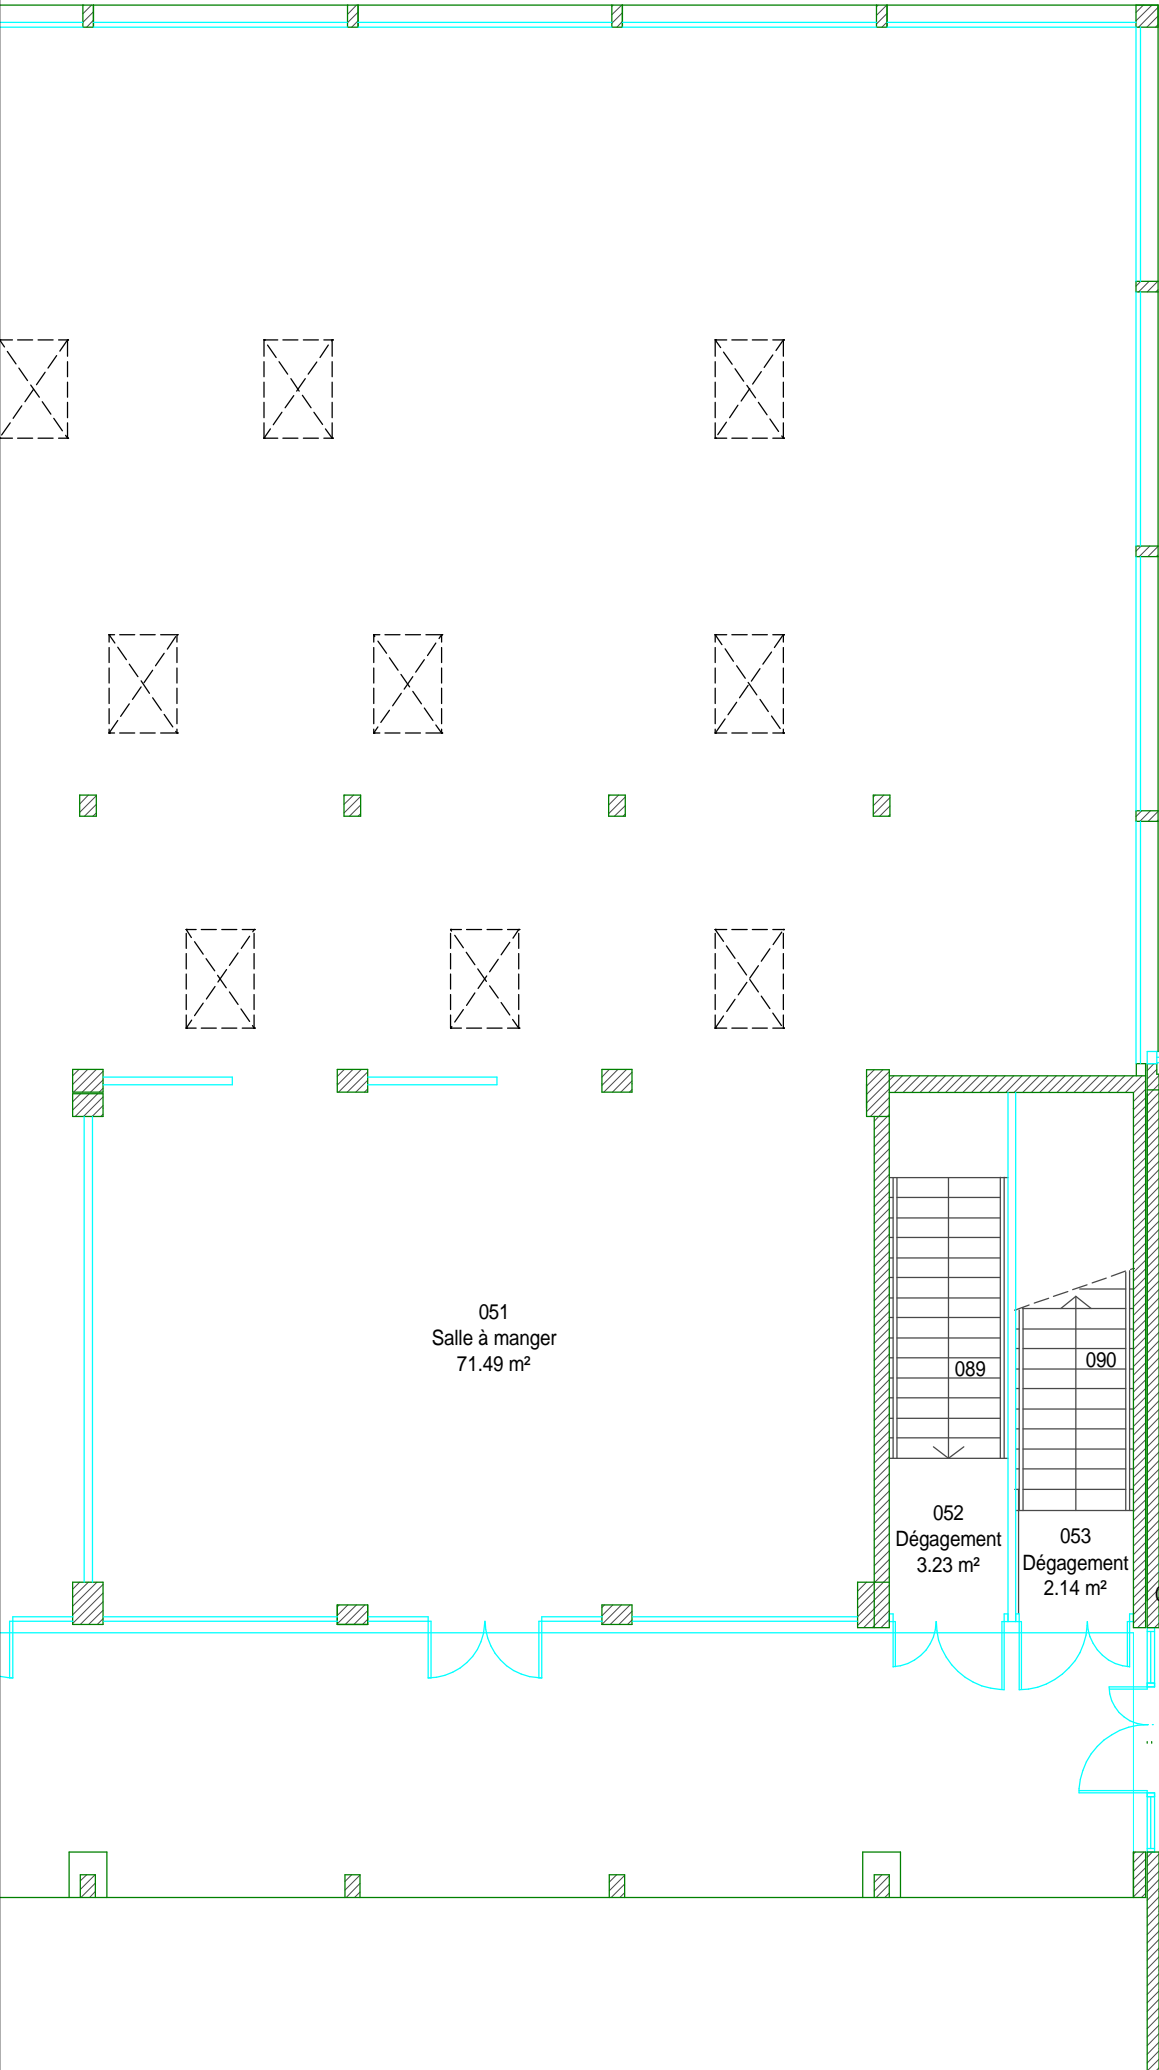 051
Salle à manger
71.49 m²
089
090
052
Dégagement
3.23 m²
053
Dégagement
2.14 m²